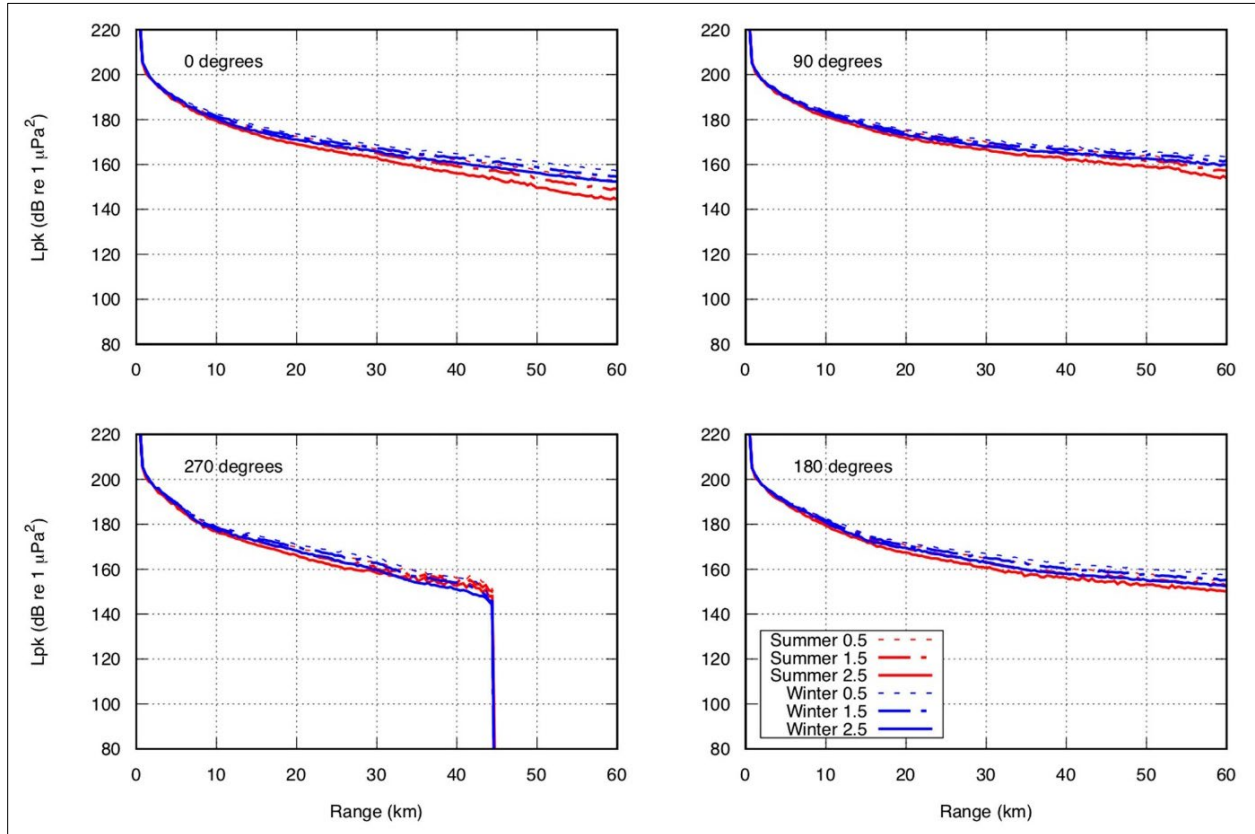 220
200
180
160
140
120
100
80
Lpk (dB re 1 μPa²)
0 degrees
0 10 20 30 40 50 60
220
200
180
160
140
120
100
80
90 degrees
0 10 20 30 40 50 60
220
200
180
160
140
120
100
80
Lpk (dB re 1 μPa²)
270 degrees
0 10 20 30 40 50 60
Range (km)
220
200
180
160
140
120
100
80
180 degrees
Summer 0.5
Summer 1.5
Summer 2.5
Winter 0.5
Winter 1.5
Winter 2.5
0 10 20 30 40 50 60
Range (km)